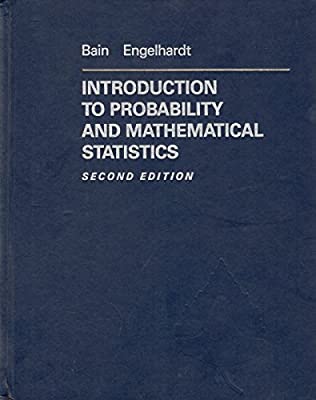 Bain Engelhardt
INTRODUCTION
TO PROBABILITY
AND MATHEMATICAL
STATISTICS
SECOND EDITION